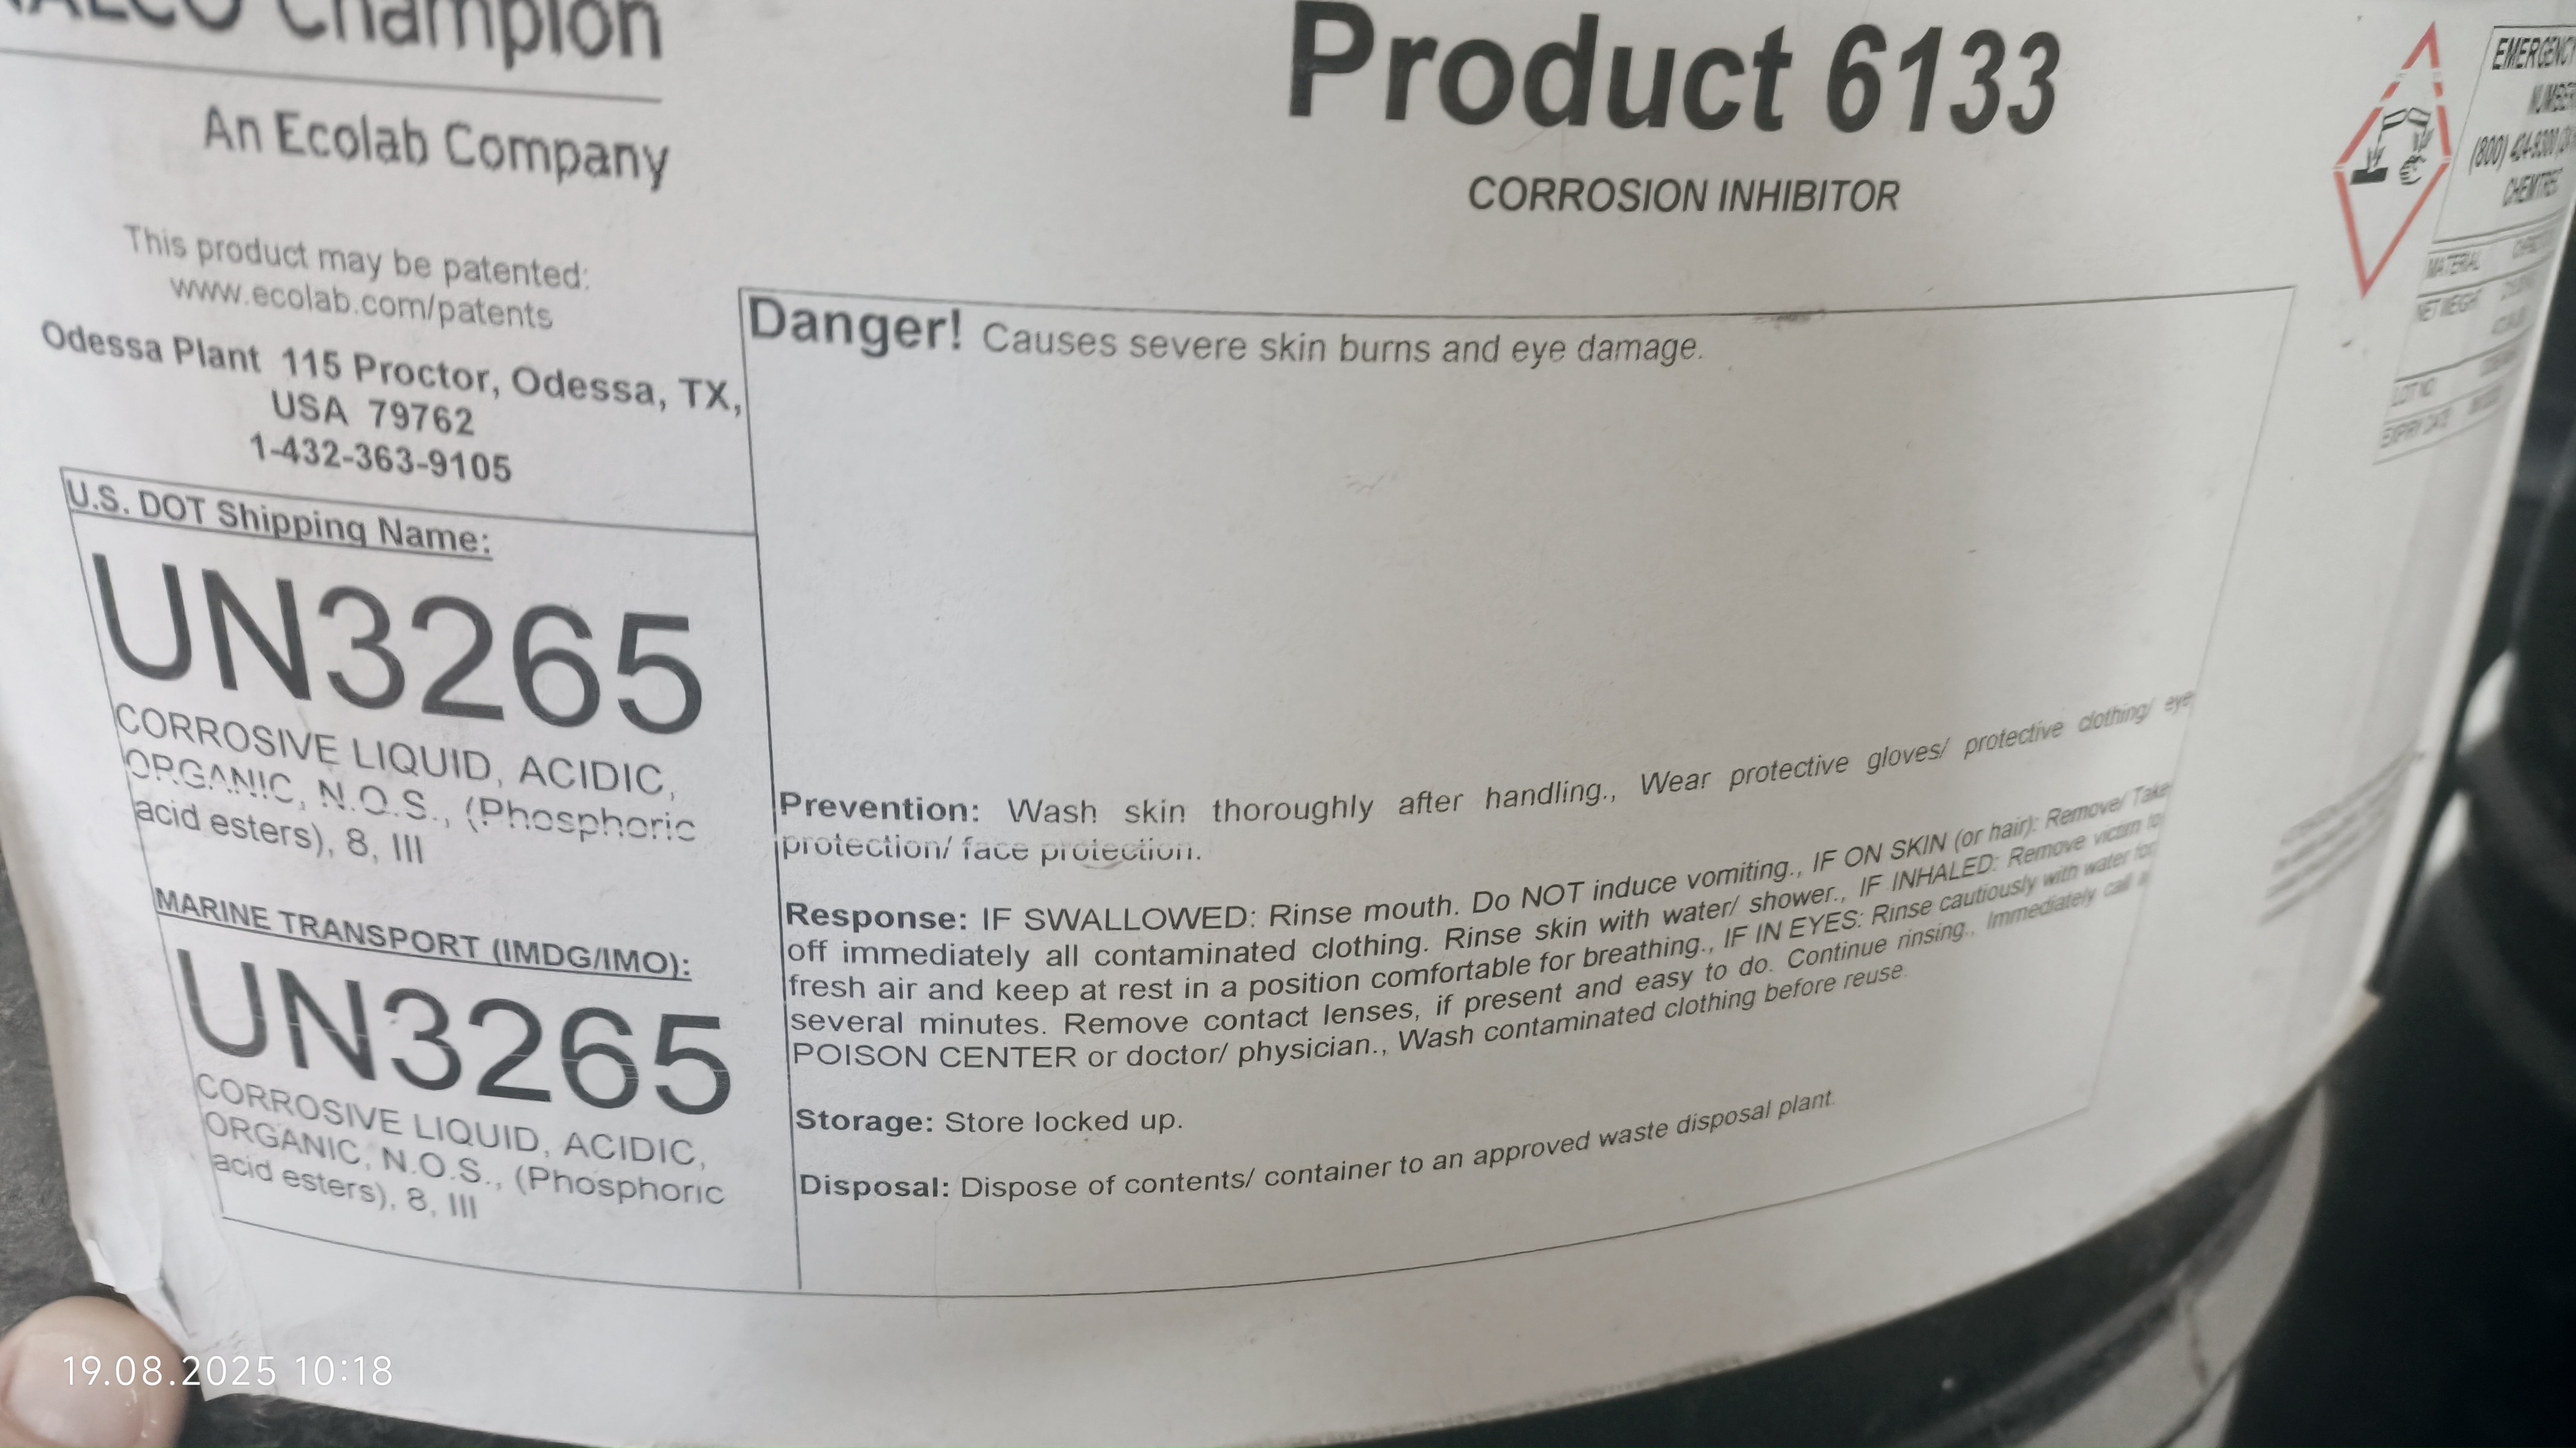 Champion
An Ecolab Company
This product may be patented:
www.ecolab.com/patents
Odessa Plant 115 Proctor, Odessa, TX,
USA 79762
1-432-363-9105
U.S. DOT Shipping Name:
UN3265
CORROSIVE LIQUID, ACIDIC,
ORGANIC, N.O.S., (Phosphoric
acid esters), 8, III
MARINE TRANSPORT (IMDG/IMO):
UN3265
CORROSIVE LIQUID, ACIDIC,
ORGANIC, N.O.S., (Phosphoric
acid esters), 8, III
Product 6133
CORROSION INHIBITOR
Danger! Causes severe skin burns and eye damage.
Prevention: Wash skin thoroughly after handling., Wear protective gloves/ protective clothing/ eye
protection/ face protection.
Response: IF SWALLOWED: Rinse mouth. Do NOT induce vomiting., IF ON SKIN (or hair): Remove/ Take
off immediately all contaminated clothing. Rinse skin with water/ shower., IF INHALED: Remove victim to
fresh air and keep at rest in a position comfortable for breathing., IF IN EYES: Rinse cautiously with water for
several minutes. Remove contact lenses, if present and easy to do. Continue rinsing., Immediately call a
POISON CENTER or doctor/ physician., Wash contaminated clothing before reuse.
Storage: Store locked up.
Disposal: Dispose of contents/ container to an approved waste disposal plant.
EMERGENCY
NUMBER
(800)
MATERIAL
NET WEIGHT
LOT NO
EXPIRY DATE
19.08.2025 10:18